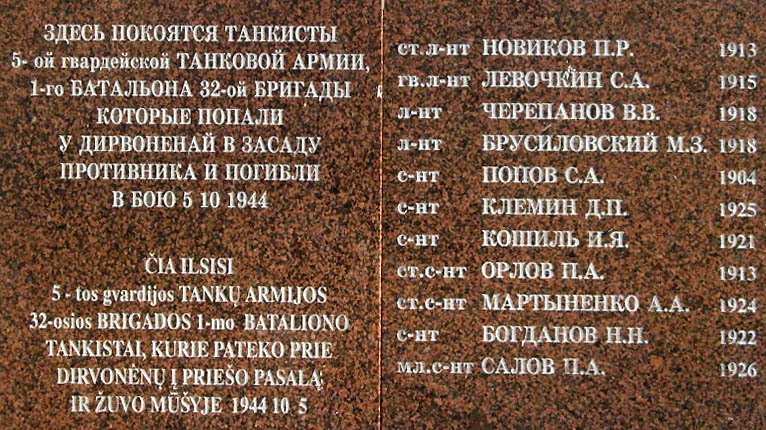 ЗДЕСЬ ПОКОЯТСЯ ТАНКИСТЫ
5- ой гвардейской ТАНКОВОЙ АРМИИ,
1-го БАТАЛЬОНА 32-ой БРИГАДЫ
КОТОРЫЕ ПОПАЛИ
У ДИРВОНЕНАЙ В ЗАСАДУ
ПРОТИВНИКА И ПОГИБЛИ
В БОЮ 5 10 1944
ČIA ILSISI
5 - tos gvardijos TANKŲ ARMIJOS
32-osios BRIGADOS 1-mo BATALIONO
TANKISTAI, KURIE PATEKO PRIE
DIRVONĖNŲ Į PRIEŠO PASALĄ
IR ŽUVO MŪŠYJE 1944 10 5
ст.л-нт НОВИКОВ П.Р. 1913
гв.л-нт ЛЕВОЧКИН С.А. 1915
л-нт ЧЕРЕПАНОВ В.В. 1918
л-нт БРУСИЛОВСКИЙ М.З. 1918
с-нт ПОПОВ С.А. 1904
с-нт КЛЕМИН Д.П. 1925
с-нт КОШИЛЬ И.Я. 1921
ст.с-нт ОРЛОВ П.А. 1913
ст.с-нт МАРТЫНЕНКО А.А. 1924
с-нт БОГДАНОВ Н.Н. 1922
мл.с-нт САЛОВ П.А. 1926